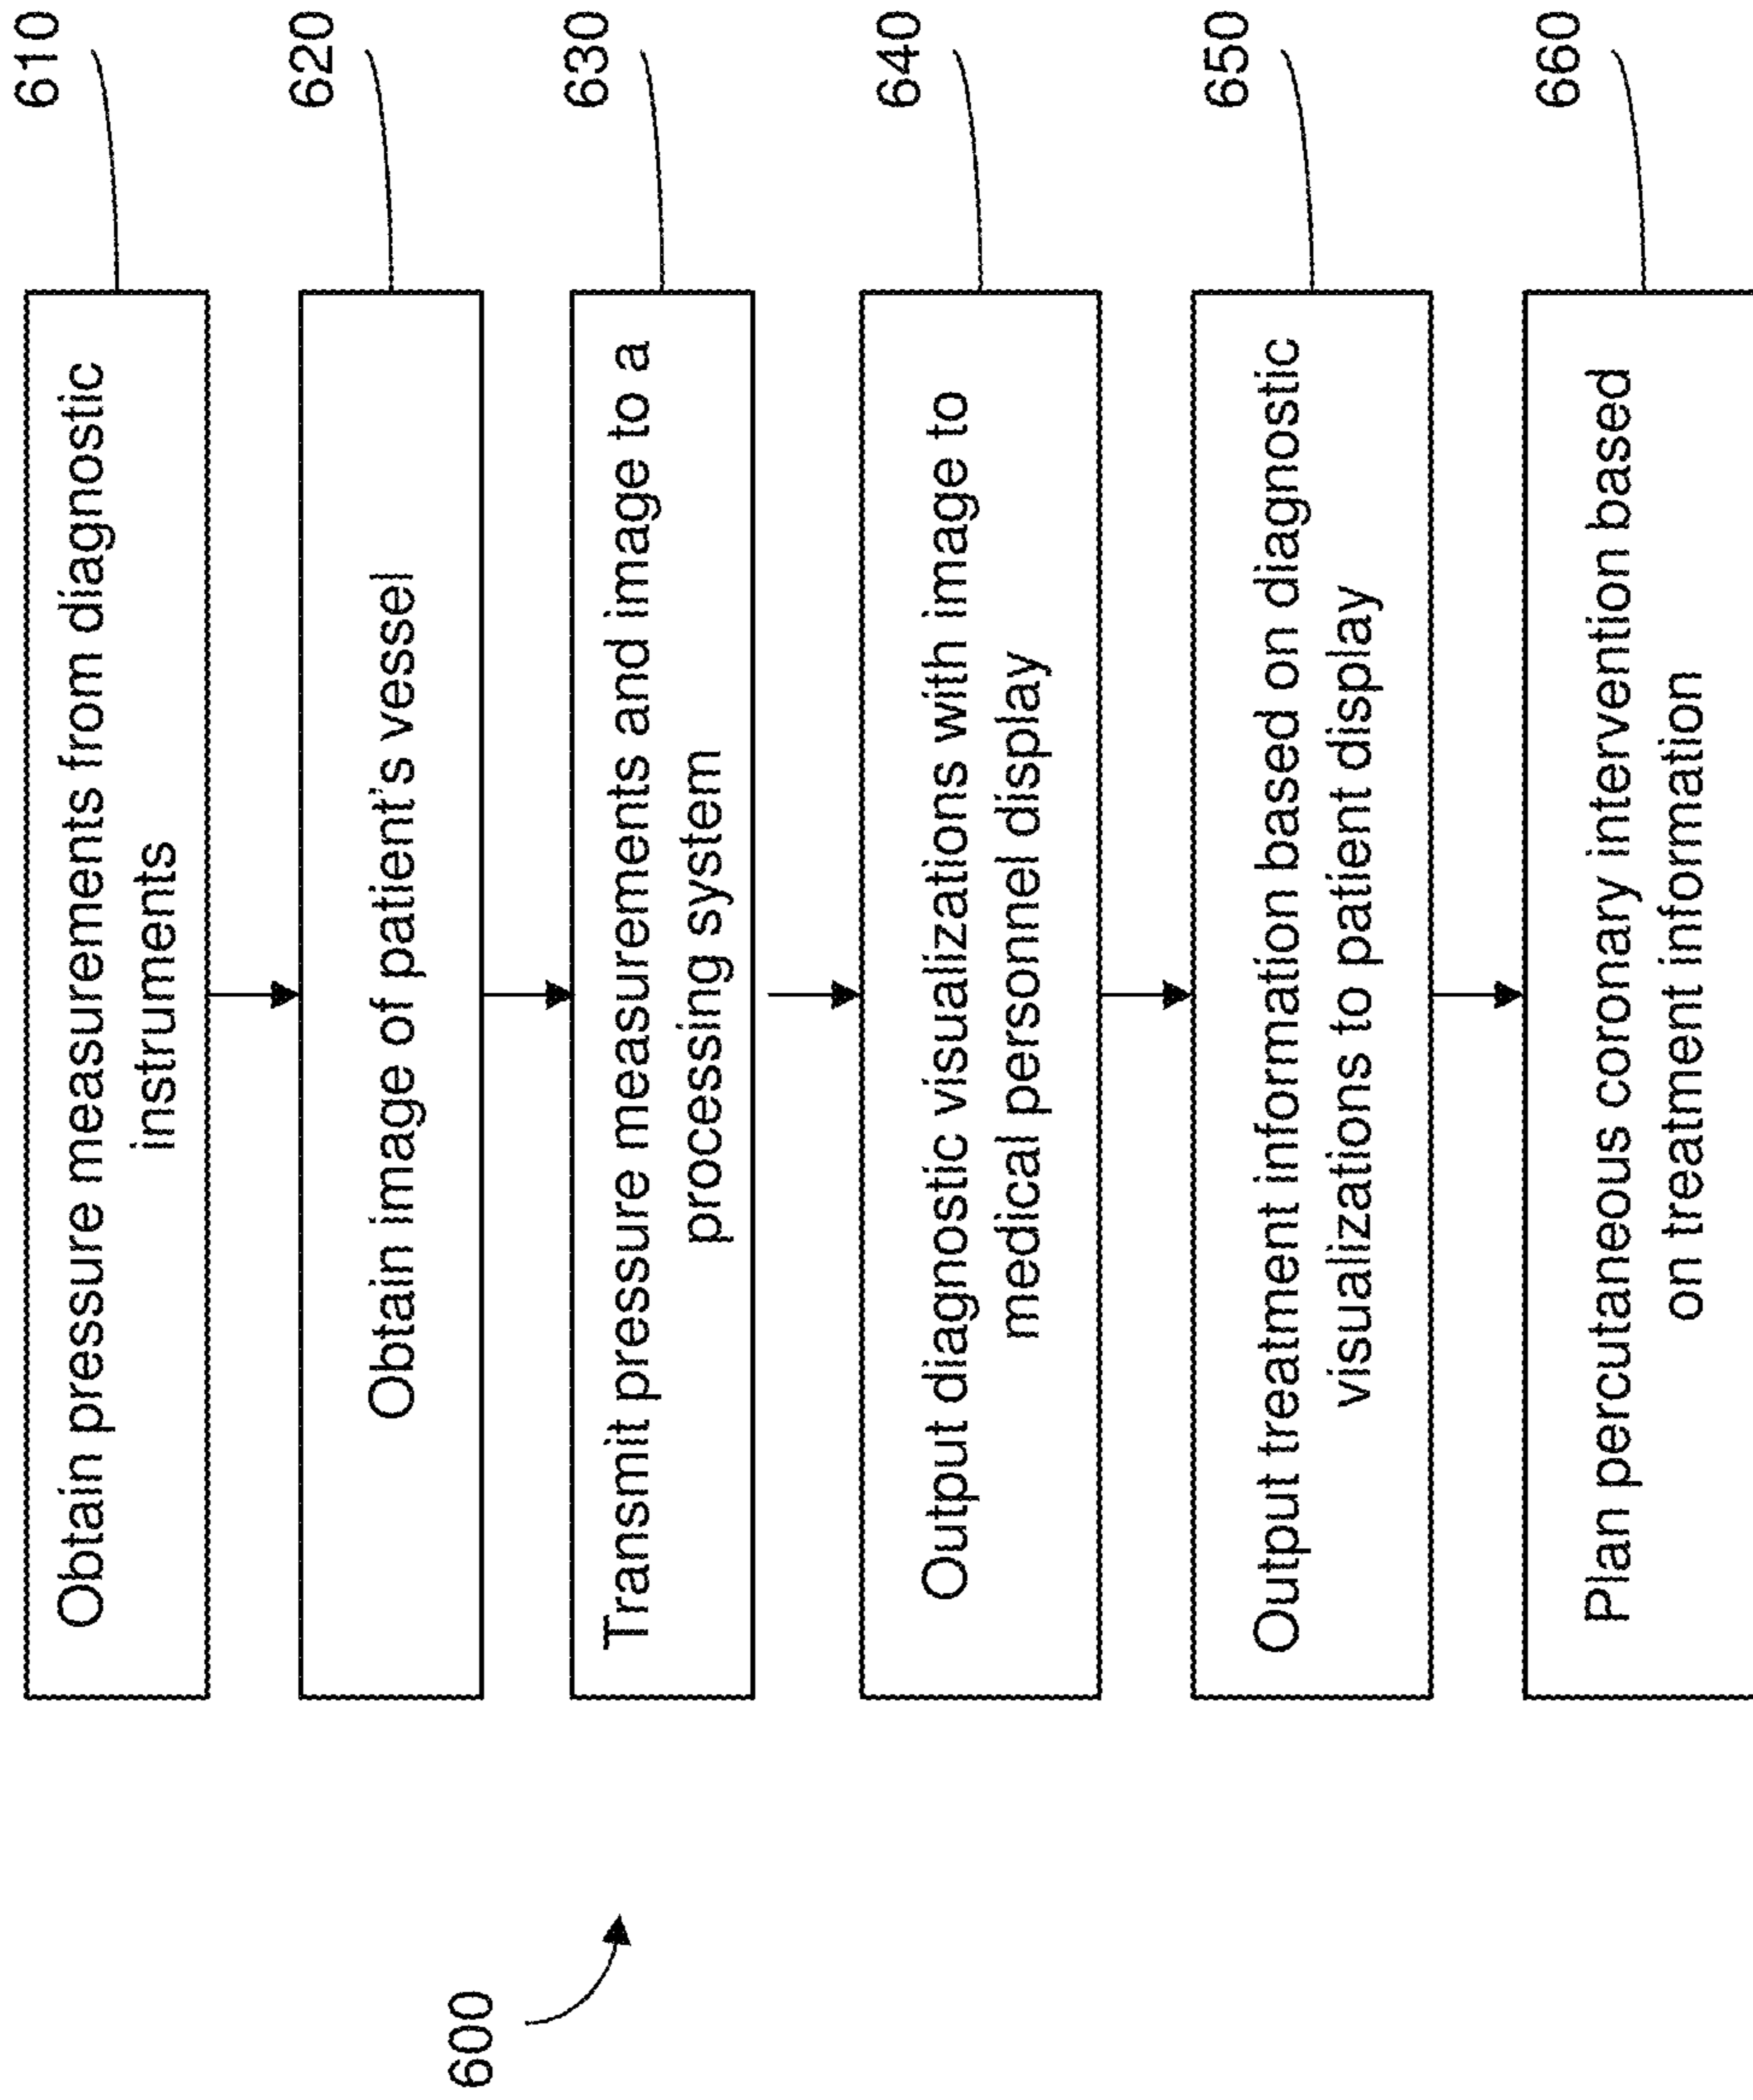 600
Obtain pressure measurements from diagnostic
instruments
610
Obtain image of patient's vessel
620
Transmit pressure measurements and image to a
processing system
630
Output diagnostic visualizations with image to
medical personnel display
640
Output treatment information based on diagnostic
visualizations to patient display
650
Plan percutaneous coronary intervention based
on treatment information
660